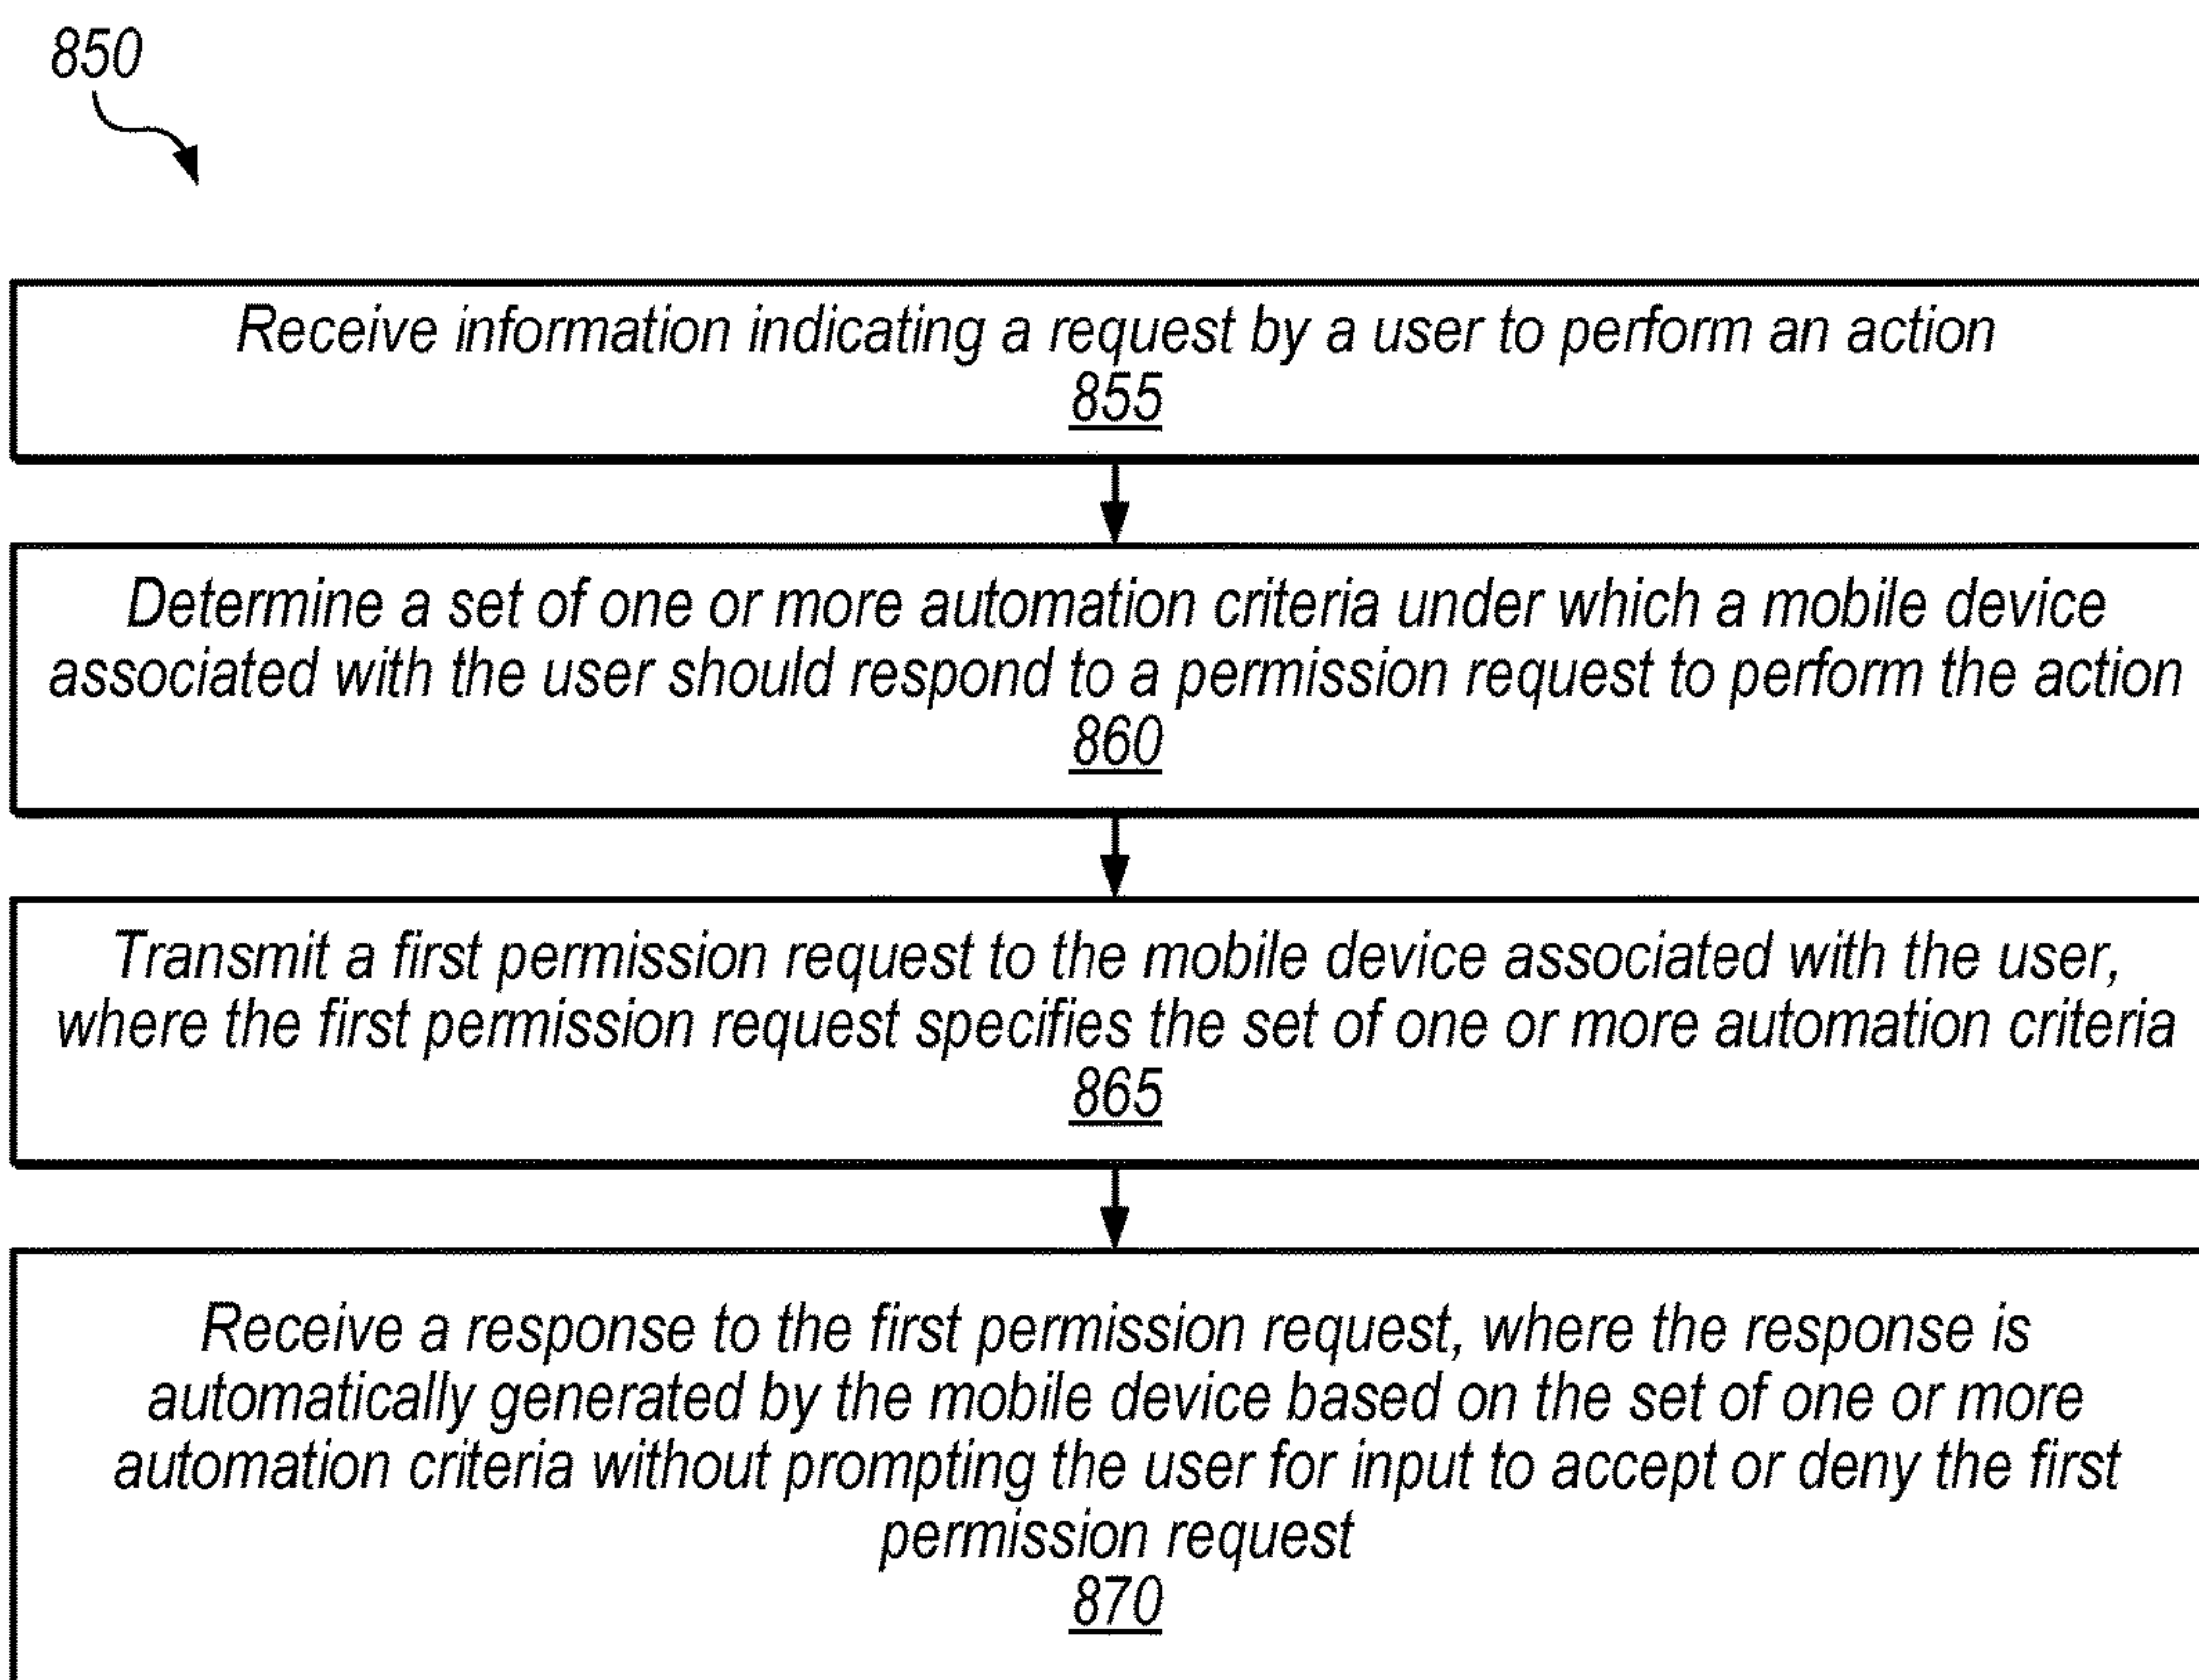 850
Receive information indicating a request by a user to perform an action
855
Determine a set of one or more automation criteria under which a mobile device
associated with the user should respond to a permission request to perform the action
860
Transmit a first permission request to the mobile device associated with the user,
where the first permission request specifies the set of one or more automation criteria
865
Receive a response to the first permission request, where the response is
automatically generated by the mobile device based on the set of one or more
automation criteria without prompting the user for input to accept or deny the first
permission request
870